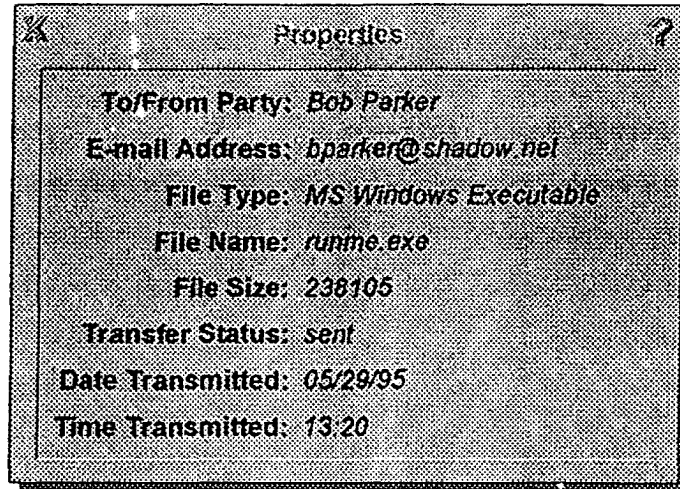 X Properties ?
To/From Party: Bob Parker
E-mail Address: bparker@shadow.net
File Type: MS Windows Executable
File Name: runme.exe
File Size: 238105
Transfer Status: sent
Date Transmitted: 05/29/95
Time Transmitted: 13:20